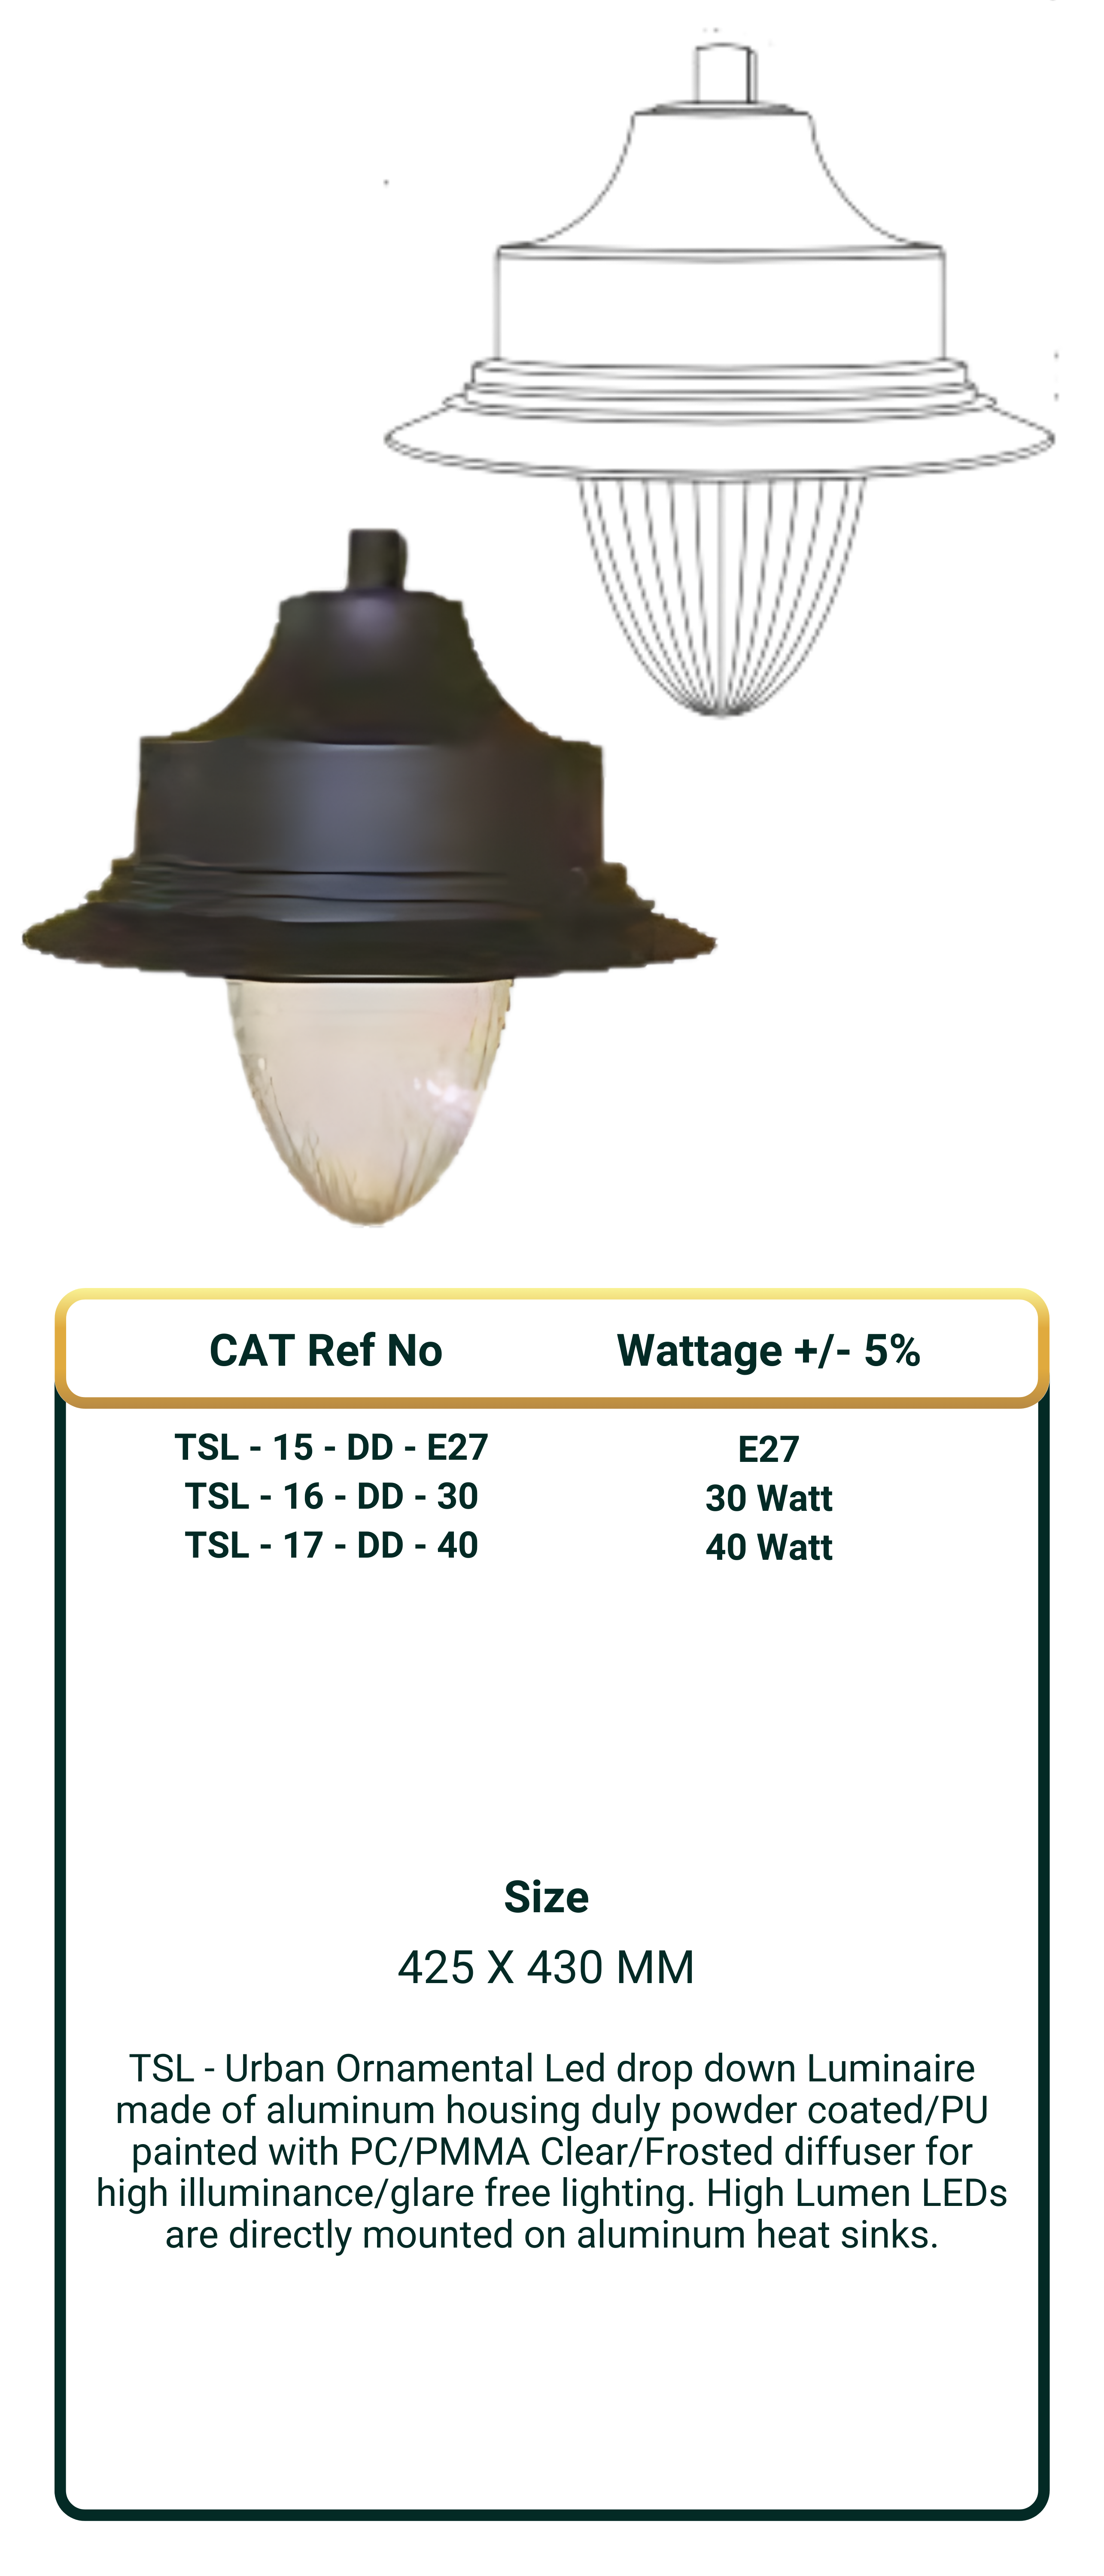 CAT Ref No Wattage +/- 5%
TSL - 15 - DD - E27 E27
TSL - 16 - DD - 30 30 Watt
TSL - 17 - DD - 40 40 Watt
Size
425 X 430 MM
TSL - Urban Ornamental Led drop down Luminaire
made of aluminum housing duly powder coated/PU
painted with PC/PMMA Clear/Frosted diffuser for
high illuminance/glare free lighting. High Lumen LEDs
are directly mounted on aluminum heat sinks.